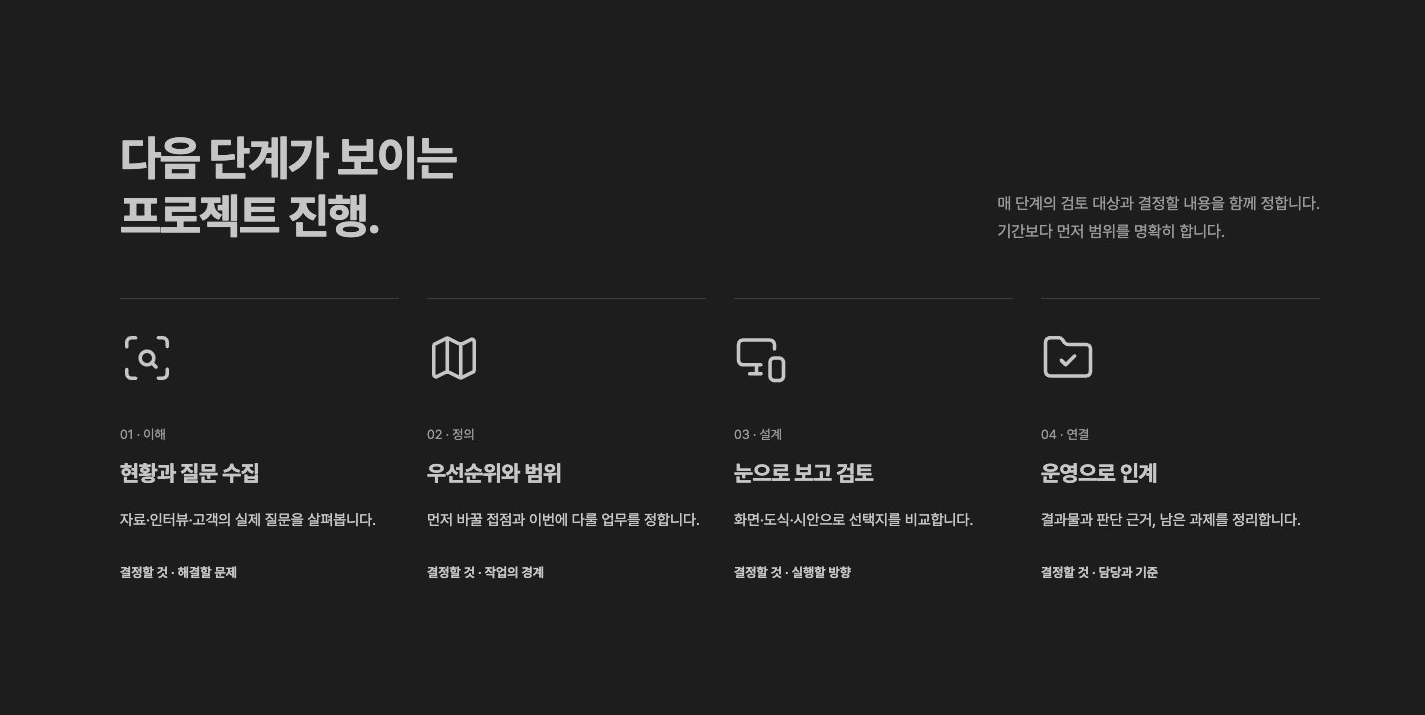 다음 단계가 보이는
프로젝트 진행.
매 단계의 검토 대상과 결정할 내용을 함께 정합니다.
기간보다 먼저 범위를 명확히 합니다.
01 · 이해
현황과 질문 수집
자료·인터뷰·고객의 실제 질문을 살펴봅니다.
결정할 것 · 해결할 문제
02 · 정의
우선순위와 범위
먼저 바꿀 접점과 이번에 다룰 업무를 정합니다.
결정할 것 · 작업의 경계
03 · 설계
눈으로 보고 검토
화면·도식·시안으로 선택지를 비교합니다.
결정할 것 · 실행할 방향
04 · 연결
운영으로 인계
결과물과 판단 근거, 남은 과제를 정리합니다.
결정할 것 · 담당과 기준